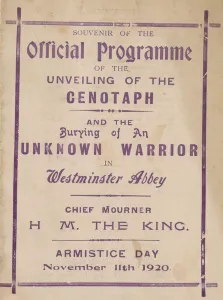 SOUVENIR OF THE
Official Programme
OF THE
UNVEILING OF THE
CENOTAPH
AND THE
Burying of An
UNKNOWN WARRIOR
IN
Westminster Abbey
CHIEF MOURNER
H M. THE KING.
ARMISTICE DAY
November 11th 1920.